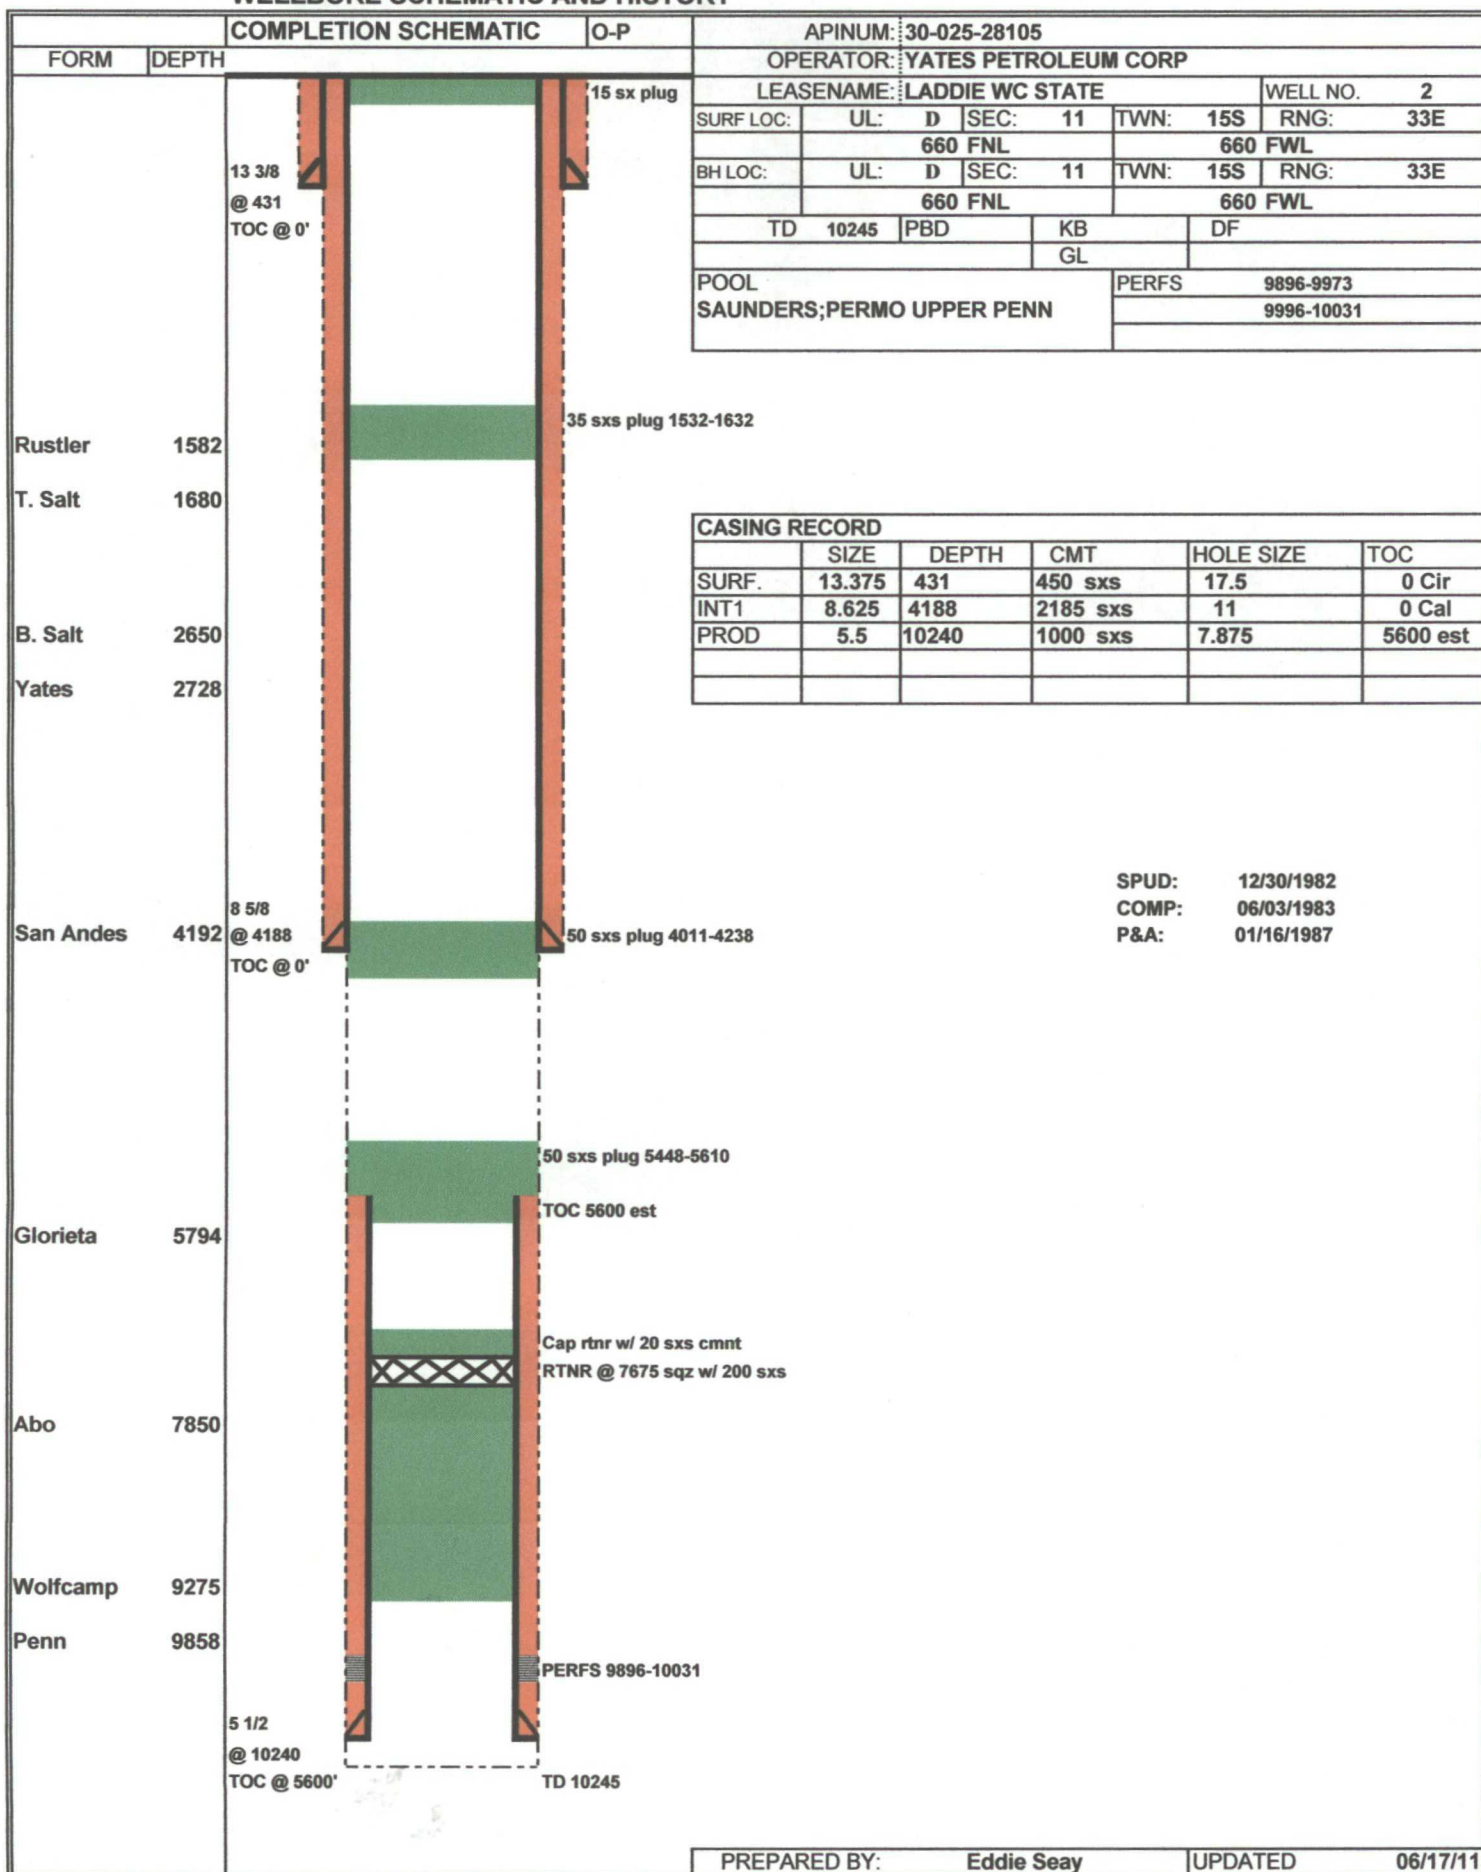 COMPLETION SCHEMATIC O-P
FORM DEPTH
APINUM: 30-025-28105
OPERATOR: YATES PETROLEUM CORP
LEASENAME: LADDIE WC STATE WELL NO. 2
SURF LOC: UL: D SEC: 11 TWN: 15S RNG: 33E
660 FNL 660 FWL
BH LOC: UL: D SEC: 11 TWN: 15S RNG: 33E
660 FNL 660 FWL
TD 10245 PBD KB DF
GL
POOL PERFS 9896-9973
SAUNDERS;PERMO UPPER PENN 9996-10031
15 sx plug
13 3/8
@ 431
TOC @ 0'
35 sxs plug 1532-1632
Rustler 1582
T. Salt 1680
CASING RECORD
SIZE DEPTH CMT HOLE SIZE TOC
SURF. 13.375 431 450 sxs 17.5 0 Cir
INT1 8.625 4188 2185 sxs 11 0 Cal
PROD 5.5 10240 1000 sxs 7.875 5600 est
B. Salt 2650
Yates 2728
SPUD: 12/30/1982
COMP: 06/03/1983
P&A: 01/16/1987
8 5/8
San Andes 4192 @ 4188 50 sxs plug 4011-4238
TOC @ 0'
50 sxs plug 5448-5610
TOC 5600 est
Glorieta 5794
Cap rtnr w/ 20 sxs cmnt
RTNR @ 7675 sqz w/ 200 sxs
Abo 7850
Wolfcamp 9275
Penn 9858
PERFS 9896-10031
5 1/2
@ 10240
TOC @ 5600' TD 10245
PREPARED BY: Eddie Seay UPDATED 06/17/11